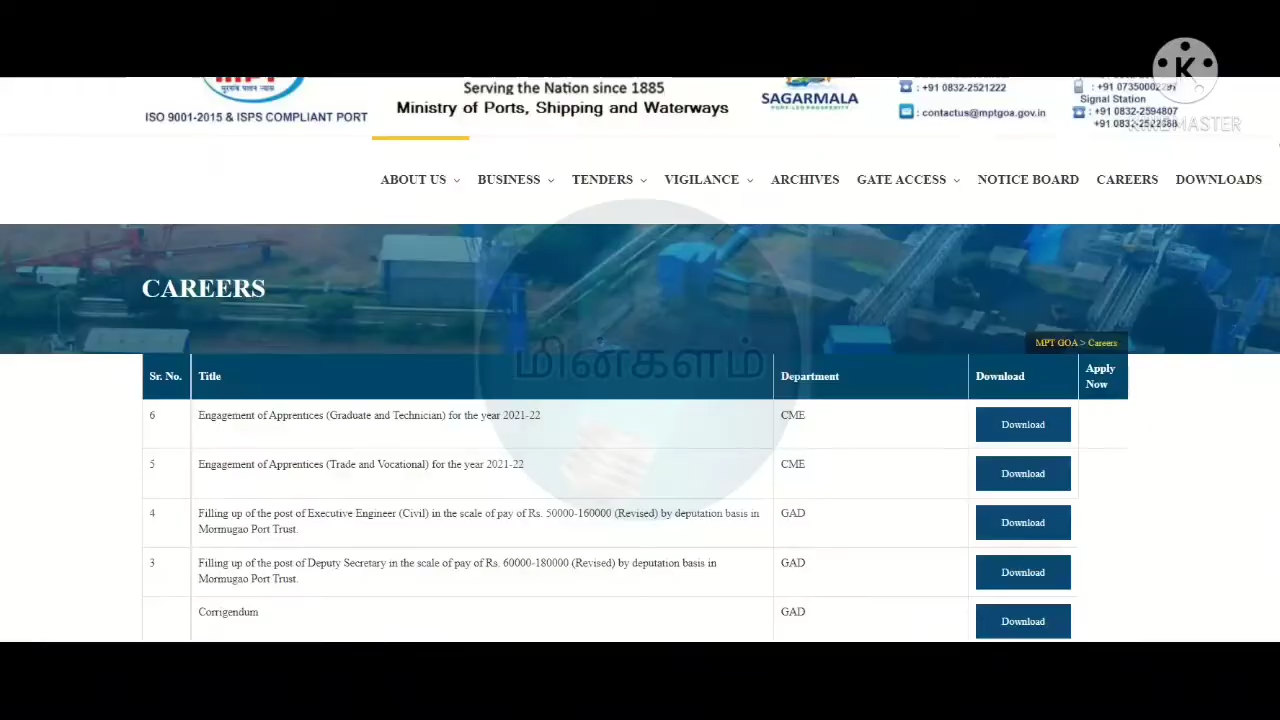 Serving the Nation since 1885
Ministry of Ports, Shipping and Waterways
ISO 9001-2015 & ISPS COMPLIANT PORT
SAGARMALA
PORT-LED PROSPERITY
: +91 0832-2521222
: contactus@mptgoa.gov.in
Signal Station
: +91 0832-2594807
K
ABOUT US BUSINESS TENDERS VIGILANCE ARCHIVES GATE ACCESS NOTICE BOARD CAREERS DOWNLOADS
CAREERS
MPT GOA > Careers
மினகளம்
Sr. No. Title Department Download Apply Now
6 Engagement of Apprentices (Graduate and Technician) for the year 2021-22 CME Download
5 Engagement of Apprentices (Trade and Vocational) for the year 2021-22 CME Download
4 Filling up of the post of Executive Engineer (Civil) in the scale of pay of Rs. 50000-160000 (Revised) by deputation basis in
Mormugao Port Trust. GAD Download
3 Filling up of the post of Deputy Secretary in the scale of pay of Rs. 60000-180000 (Revised) by deputation basis in
Mormugao Port Trust. GAD Download
Corrigendum GAD Download